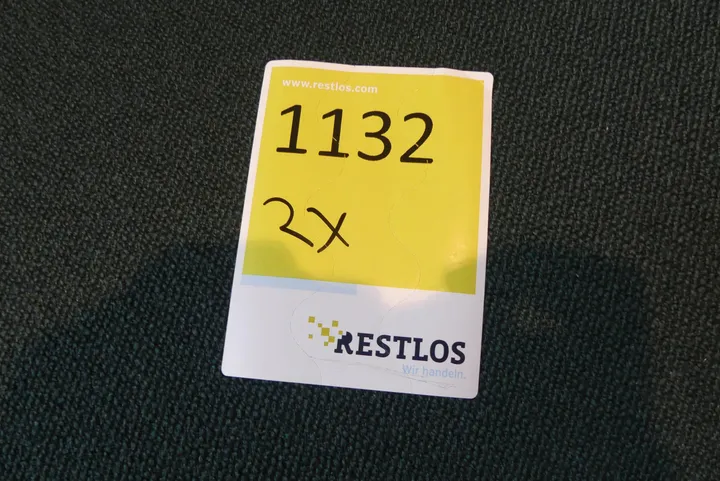 www.restlos.com
1132
2x
RESTLOS
Wir handeln.